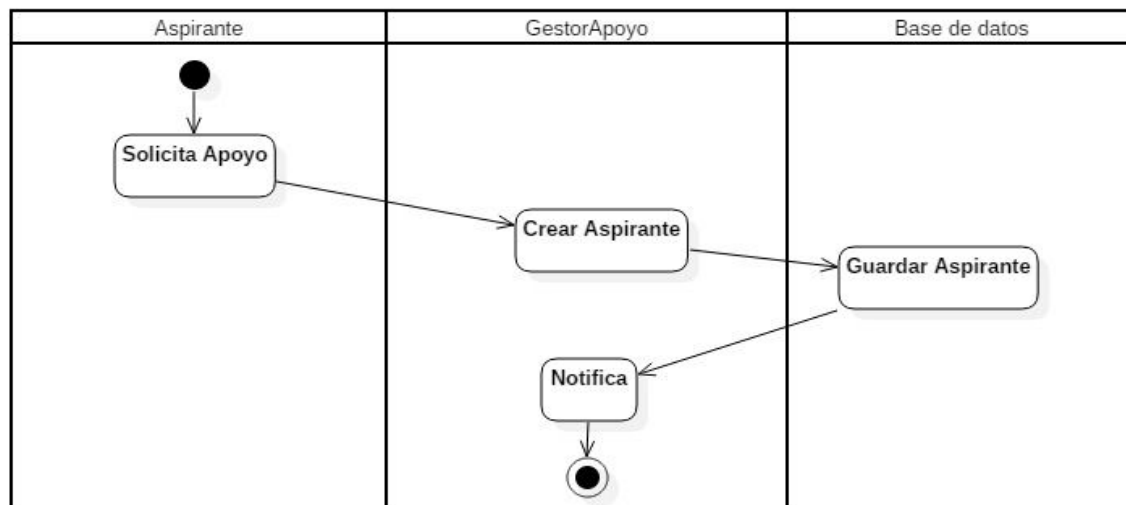 Aspirante
GestorApoyo
Base de datos
Solicita Apoyo
Crear Aspirante
Guardar Aspirante
Notifica